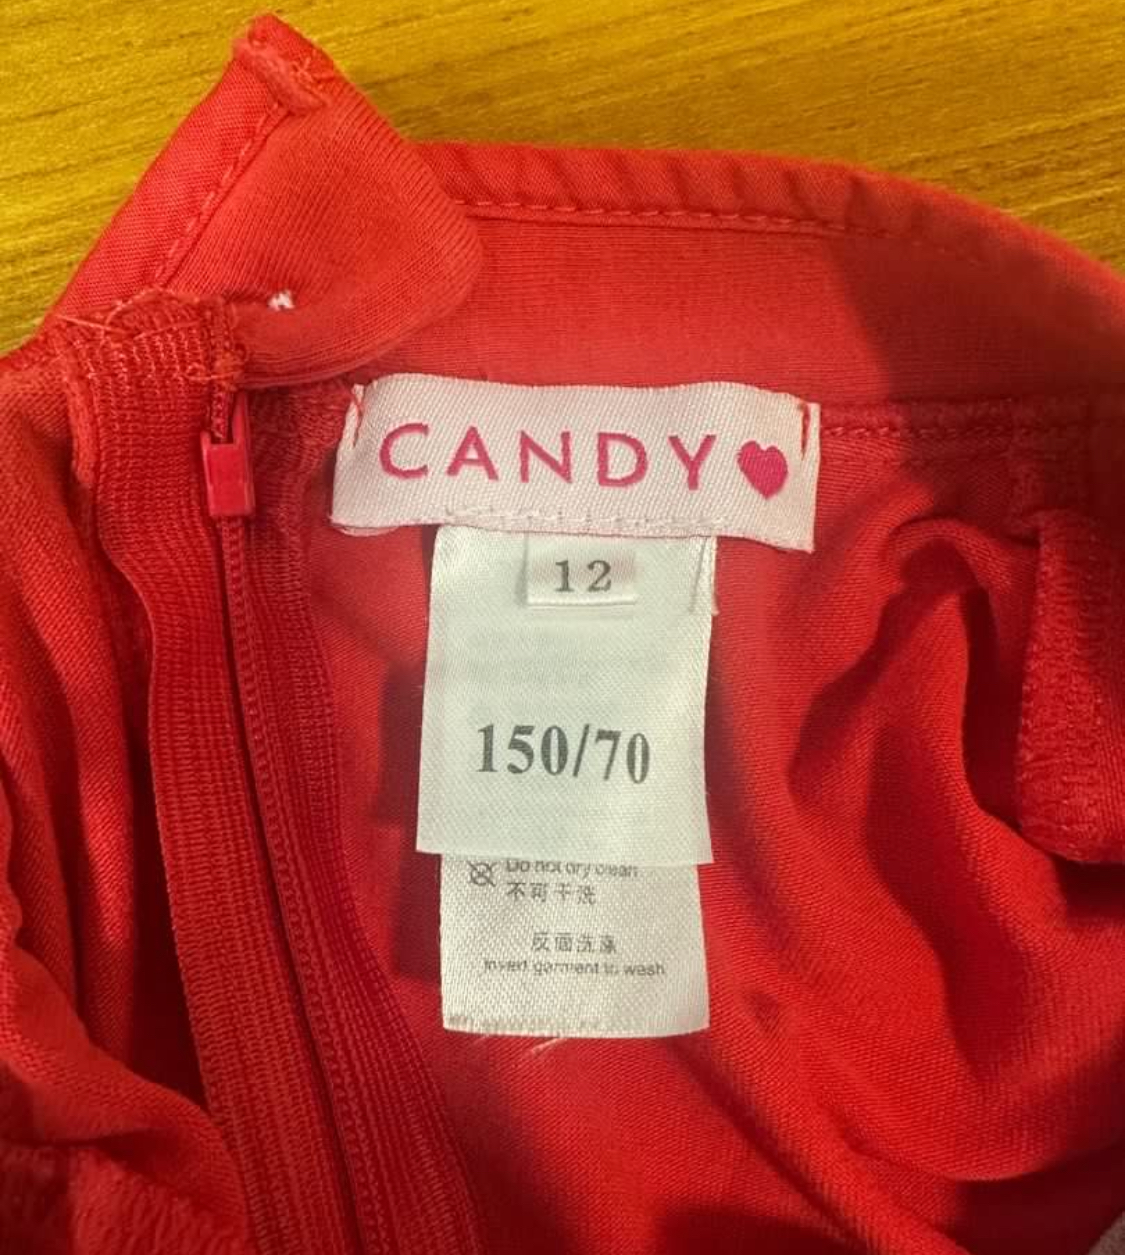 CANDY
12
150/70
Do not dry clean
不可干洗
反面洗涤
Invert garment to wash